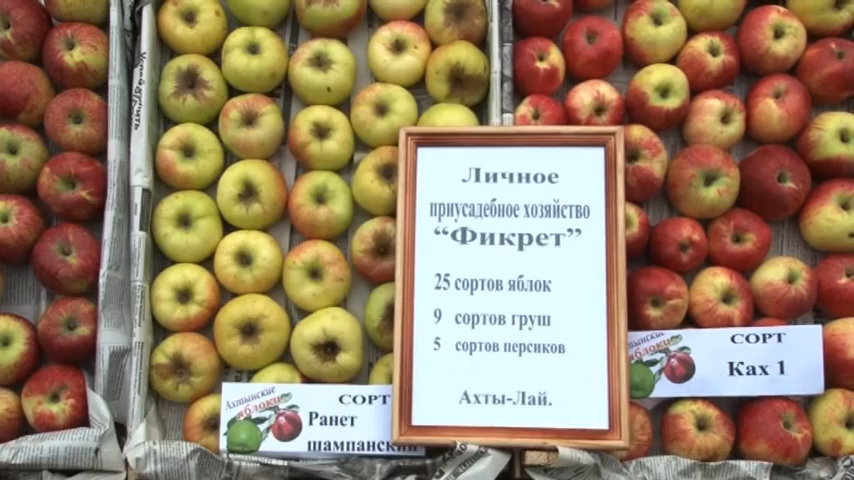 Личное
приусадебное хозяйство
“Фикрет”
25 сортов яблок
9 сортов груш
5 сортов персиков
Ахты-Лай.
Ахтынские
яблоки
СОРТ
Ранет
шампанский
яблоки
СОРТ
Ках 1